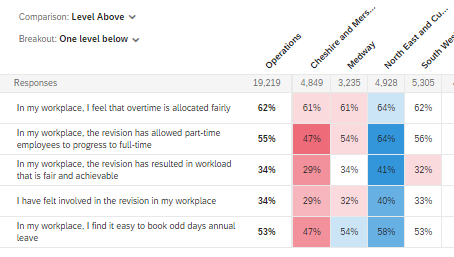 Comparison: Level Above
Breakout: One level below
Operations
Cheshire and Mers...
Medway
North East and Cu...
South Wes
Responses 19,219 4,849 3,235 4,928 5,305
In my workplace, I feel that overtime is allocated fairly 62% 61% 61% 64% 62%
In my workplace, the revision has allowed part-time
employees to progress to full-time 55% 47% 54% 64% 56%
In my workplace, the revision has resulted in workload
that is fair and achievable 34% 29% 34% 41% 32%
I have felt involved in the revision in my workplace 34% 29% 32% 40% 33%
In my workplace, I find it easy to book odd days annual
leave 53% 47% 54% 58% 53%